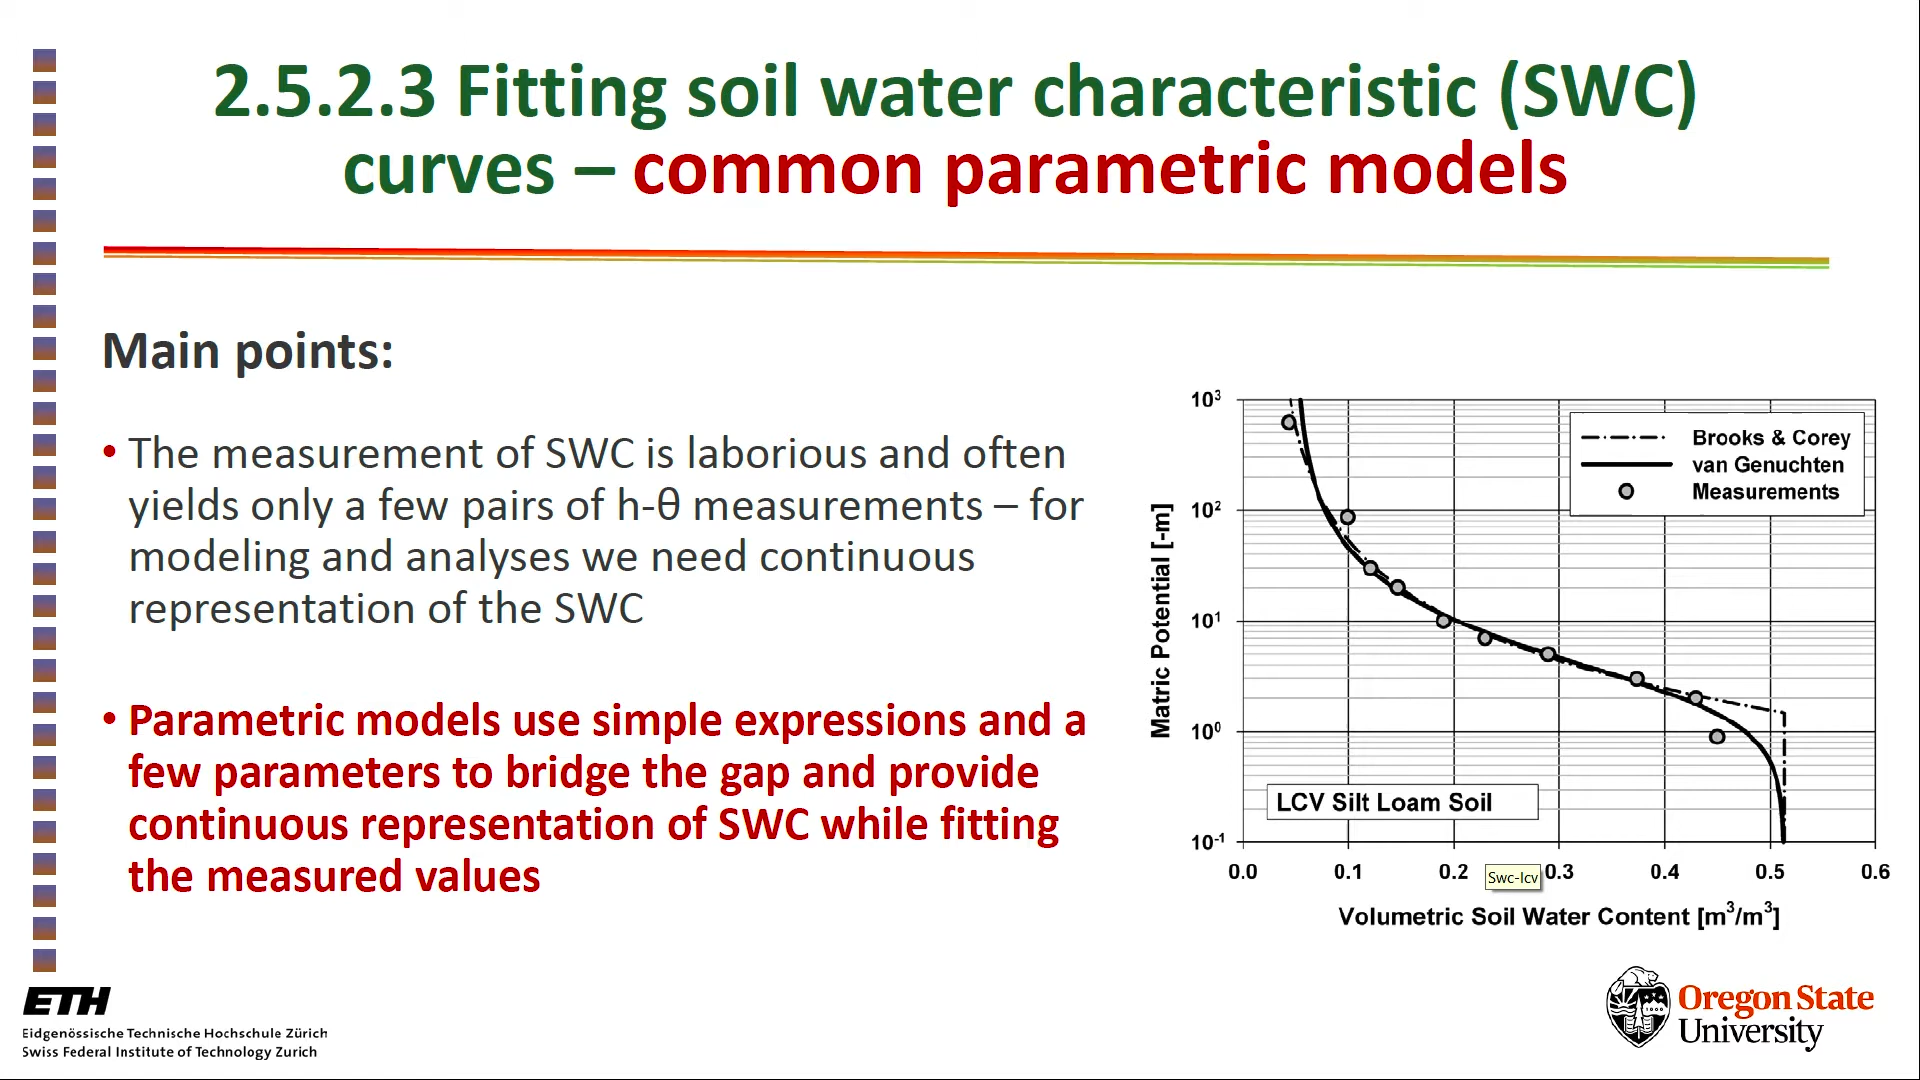 2.5.2.3 Fitting soil water characteristic (SWC)
curves – common parametric models
Main points:
• The measurement of SWC is laborious and often
yields only a few pairs of h-θ measurements – for
modeling and analyses we need continuous
representation of the SWC
• Parametric models use simple expressions and a
few parameters to bridge the gap and provide
continuous representation of SWC while fitting
the measured values
Matric Potential [-m]
10³
10²
10¹
10⁰
10⁻¹
Brooks & Corey
van Genuchten
Measurements
LCV Silt Loam Soil
0.0 0.1 0.2 0.3 0.4 0.5 0.6
Swc-lcv
Volumetric Soil Water Content [m³/m³]
ETH
Eidgenössische Technische Hochschule Zürich
Swiss Federal Institute of Technology Zurich
Oregon State
University